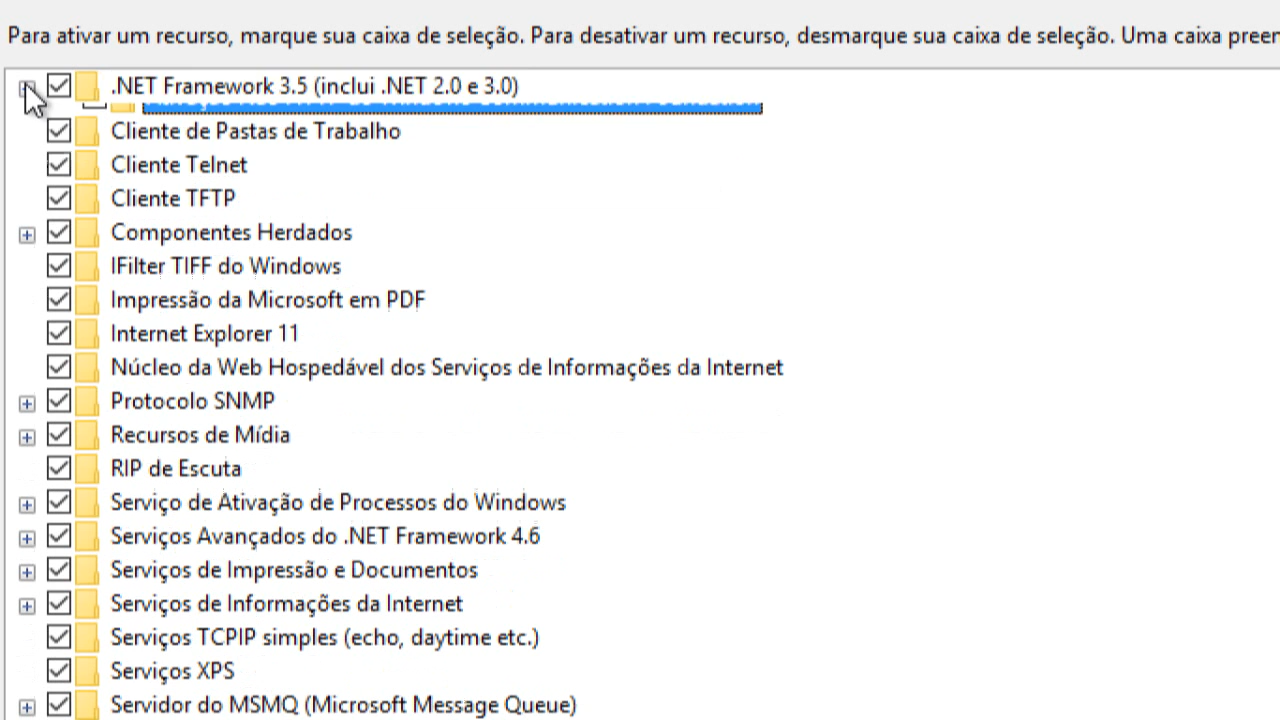 Para ativar um recurso, marque sua caixa de seleção. Para desativar um recurso, desmarque sua caixa de seleção. Uma caixa
.NET Framework 3.5 (inclui .NET 2.0 e 3.0)
Cliente de Pastas de Trabalho
Cliente Telnet
Cliente TFTP
Componentes Herdados
IFilter TIFF do Windows
Impressão da Microsoft em PDF
Internet Explorer 11
Núcleo da Web Hospedável dos Serviços de Informações da Internet
Protocolo SNMP
Recursos de Mídia
RIP de Escuta
Serviço de Ativação de Processos do Windows
Serviços Avançados do .NET Framework 4.6
Serviços de Impressão e Documentos
Serviços de Informações da Internet
Serviços TCPIP simples (echo, daytime etc.)
Serviços XPS
Servidor do MSMQ (Microsoft Message Queue)